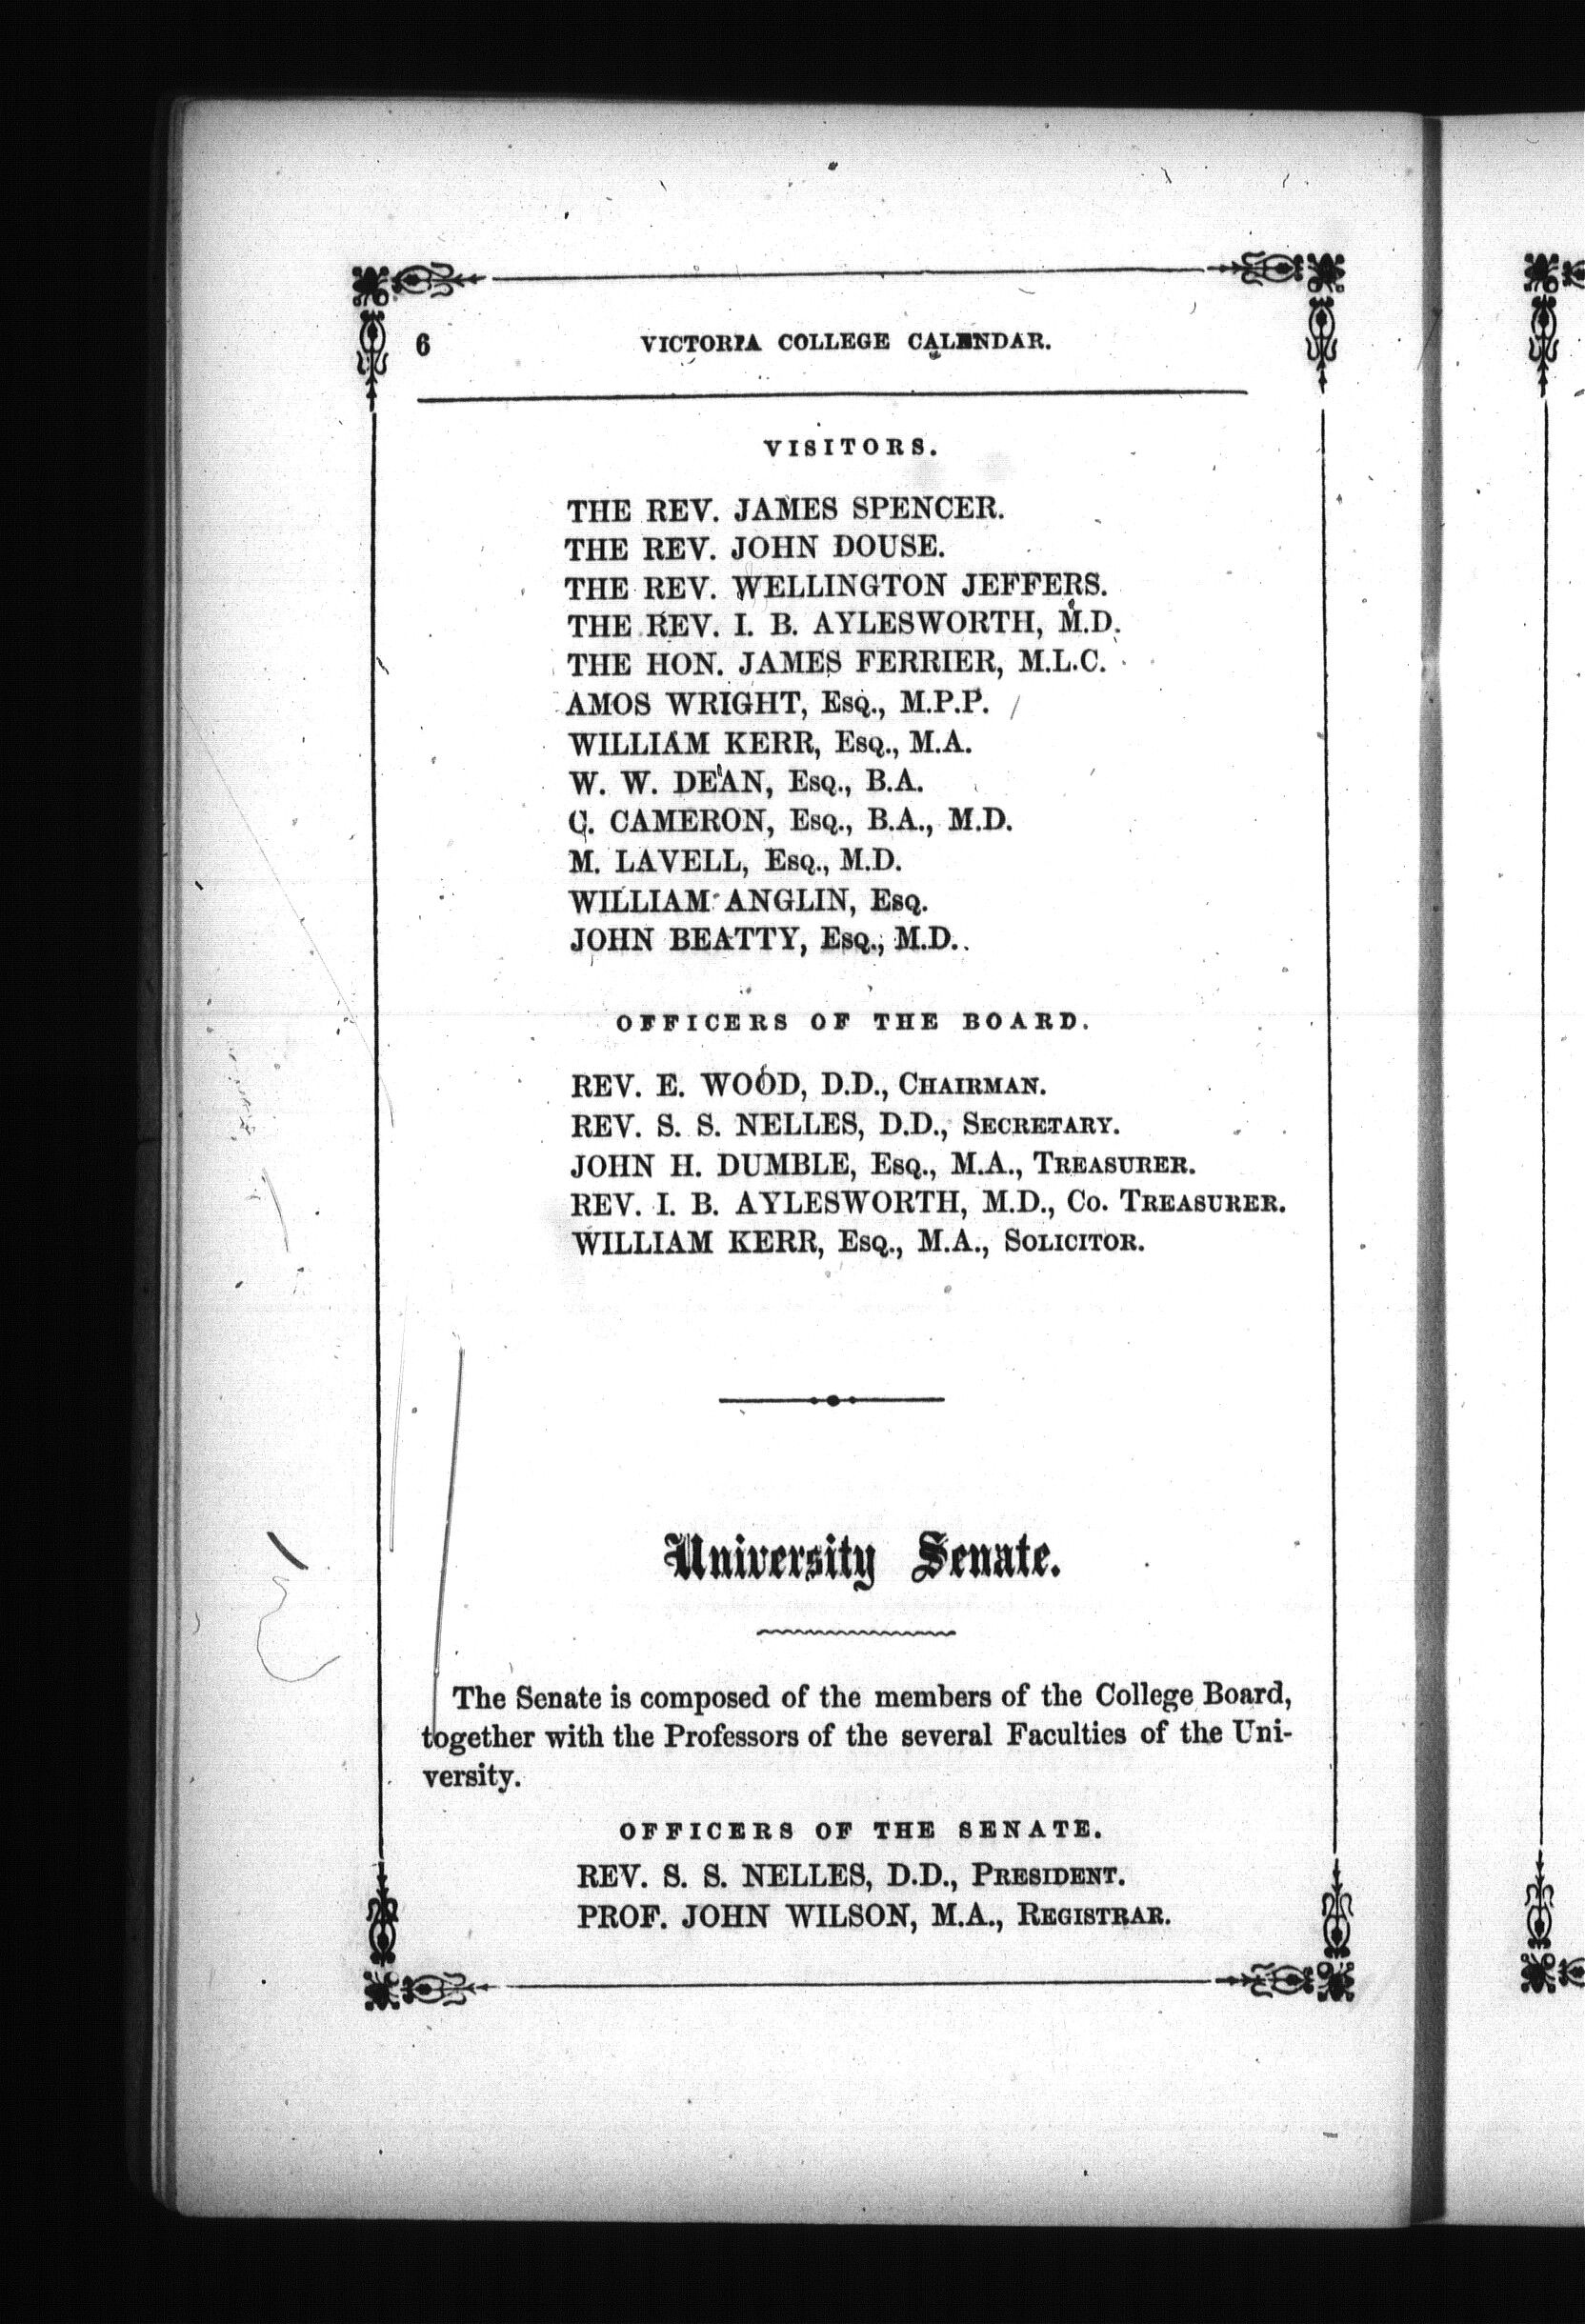 6 VICTORIA COLLEGE CALENDAR.
VISITORS.
THE REV. JAMES SPENCER.
THE REV. JOHN DOUSE.
THE REV. WELLINGTON JEFFERS.
THE REV. I. B. AYLESWORTH, M.D.
THE HON. JAMES FERRIER, M.L.C.
AMOS WRIGHT, Esq., M.P.P.
WILLIAM KERR, Esq., M.A.
W. W. DEAN, Esq., B.A.
C. CAMERON, Esq., B.A., M.D.
M. LAVELL, Esq., M.D.
WILLIAM ANGLIN, Esq.
JOHN BEATTY, Esq., M.D.
OFFICERS OF THE BOARD.
REV. E. WOOD, D.D., Chairman.
REV. S. S. NELLES, D.D., Secretary.
JOHN H. DUMBLE, Esq., M.A., Treasurer.
REV. I. B. AYLESWORTH, M.D., Co. Treasurer.
WILLIAM KERR, Esq., M.A., Solicitor.
University Senate.
The Senate is composed of the members of the College Board,
together with the Professors of the several Faculties of the Uni-
versity.
OFFICERS OF THE SENATE.
REV. S. S. NELLES, D.D., President.
PROF. JOHN WILSON, M.A., Registrar.